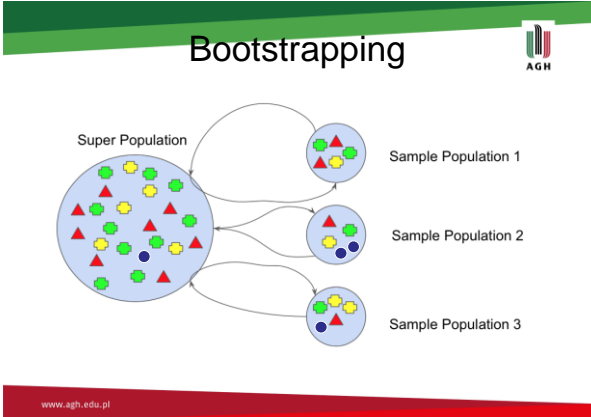 Bootstrapping
AGH
Super Population
Sample Population 1
Sample Population 2
Sample Population 3
www.agh.edu.pl